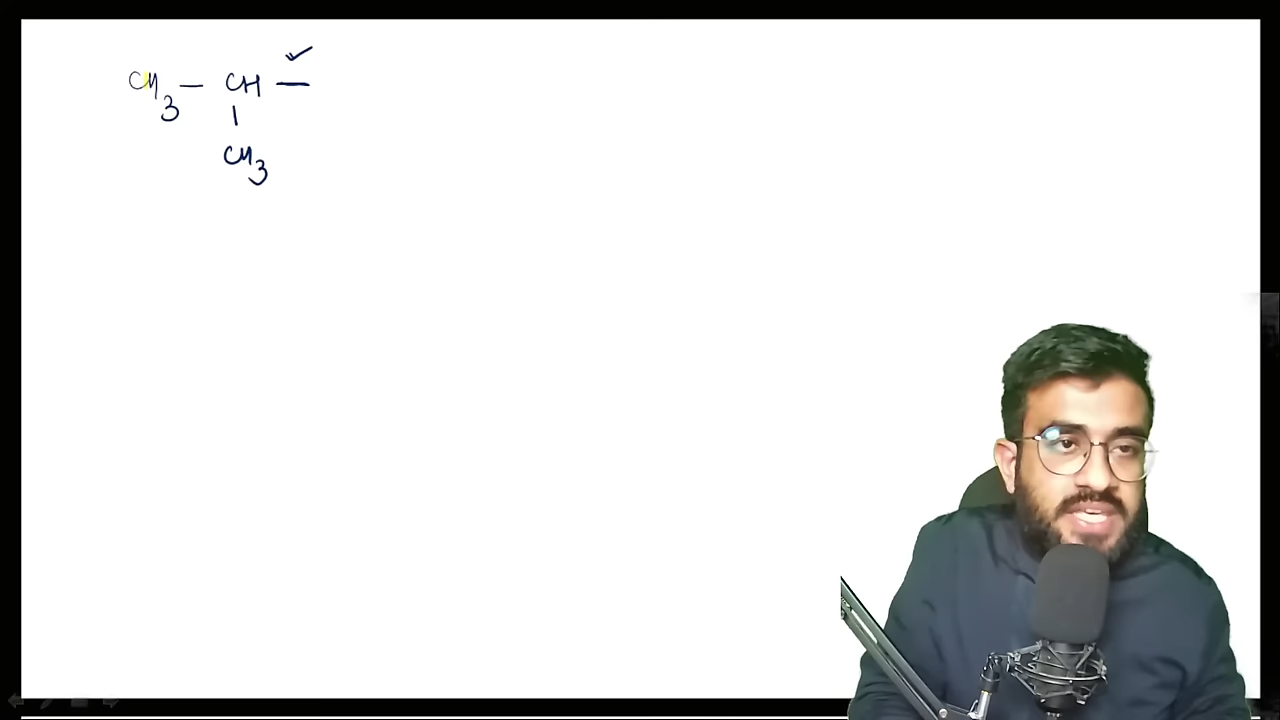 CH3 – CH –
|
CH3